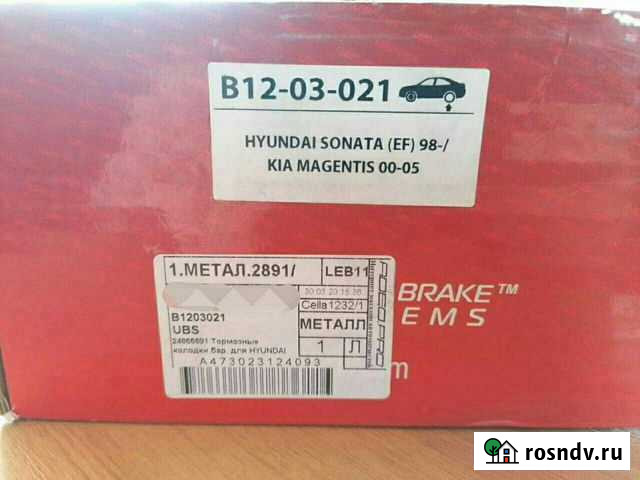 B12-03-021
HYUNDAI SONATA (EF) 98-/
KIA MAGENTIS 00-05
1.МЕТАЛ.2891/
LEB11
30.03.20 15:36
Cella1232/1
B1203021
UBS
МЕТАЛЛ
24666691 Тормозные
колодки бар. для HYUNDAI
1
Л
A473023124093
BRAKE™
EMS
m
rosndv.ru